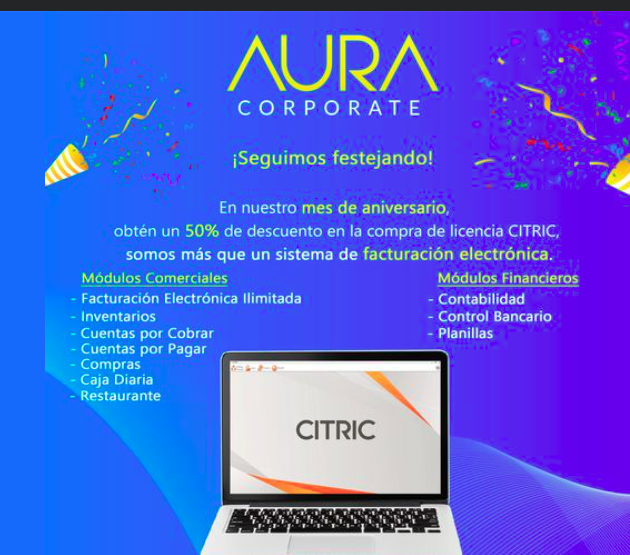 AURA
CORPORATE
¡Seguimos festejando!
En nuestro mes de aniversario,
obtén un 50% de descuento en la compra de licencia CITRIC,
somos más que un sistema de facturación electrónica.
Módulos Comerciales
- Facturación Electrónica Ilimitada
- Inventarios
- Cuentas por Cobrar
- Cuentas por Pagar
- Compras
- Caja Diaria
- Restaurante
Módulos Financieros
- Contabilidad
- Control Bancario
- Planillas
CITRIC